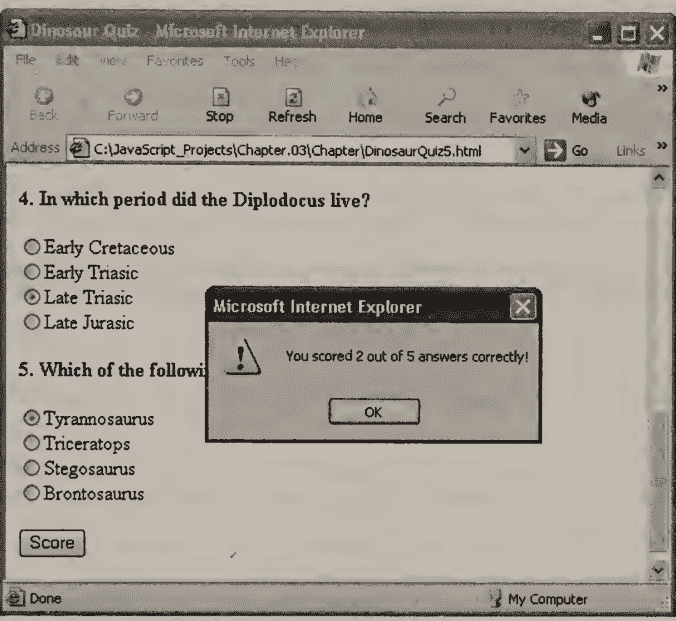 Dinosaur Quiz - Microsoft Internet Explorer
File Edit View Favorites Tools Help
Back Forward Stop Refresh Home Search Favorites Media »
Address C:\JavaScript_Projects\Chapter.03\Chapter\DinosaurQuiz5.html Go Links »
4. In which period did the Diplodocus live?
Early Cretaceous
Early Triasic
Late Triasic
Late Jurasic
5. Which of the followi
Tyrannosaurus
Triceratops
Stegosaurus
Brontosaurus
Score
Microsoft Internet Explorer
You scored 2 out of 5 answers correctly!
OK
Done My Computer